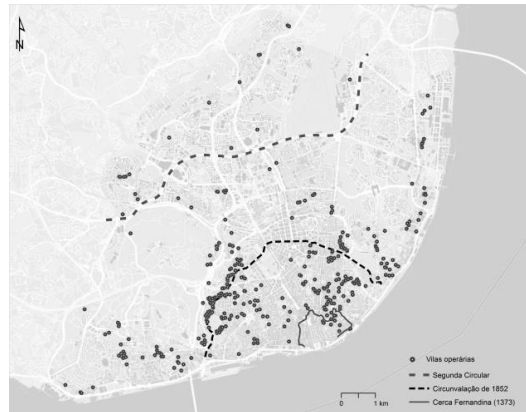 N
Vilas operárias
Segunda Circular
Circunvalação de 1852
Cerca Fernandina (1373)
0 1 km